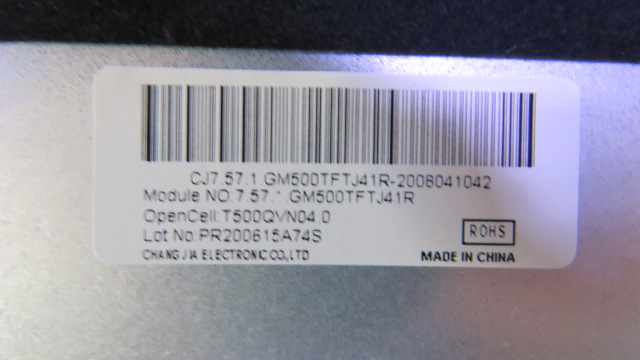 CJ7.57.1.GM500TFTJ41R-2008041042
Module NO:7.57.1.GM500TFTJ41R
OpenCell:T500QVN04.0
Lot No:PR200615A74S
ROHS
CHANG JIA ELECTRONIC CO.,LTD
MADE IN CHINA